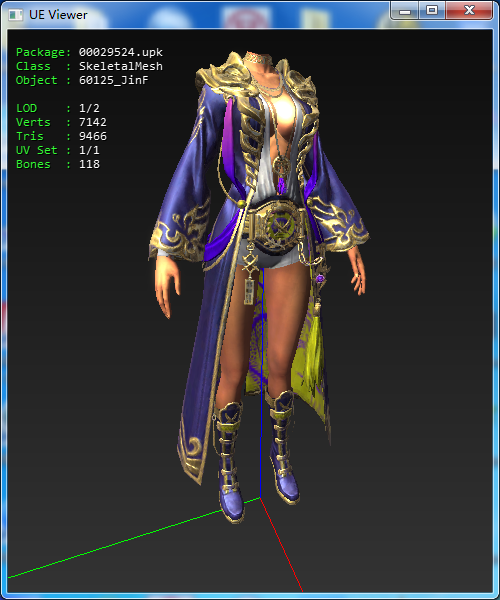 UE Viewer
Package: 00029524.upk
Class : SkeletalMesh
Object : 60125_JinF
LOD : 1/2
Verts : 7142
Tris : 9466
UV Set : 1/1
Bones : 118